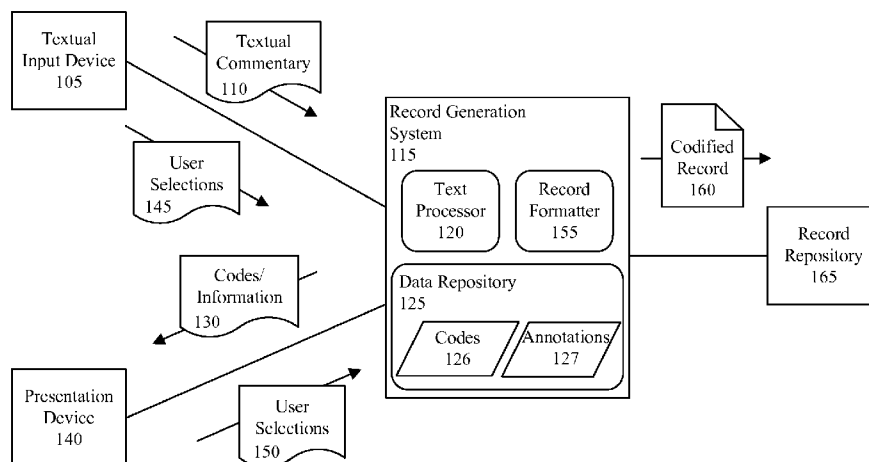 Textual
Input Device
105
Textual
Commentary
110
User
Selections
145
Record Generation
System
115
Text
Processor
120
Record
Formatter
155
Codified
Record
160
Record
Repository
165
Codes/
Information
130
Data Repository
125
Codes
126
Annotations
127
Presentation
Device
140
User
Selections
150